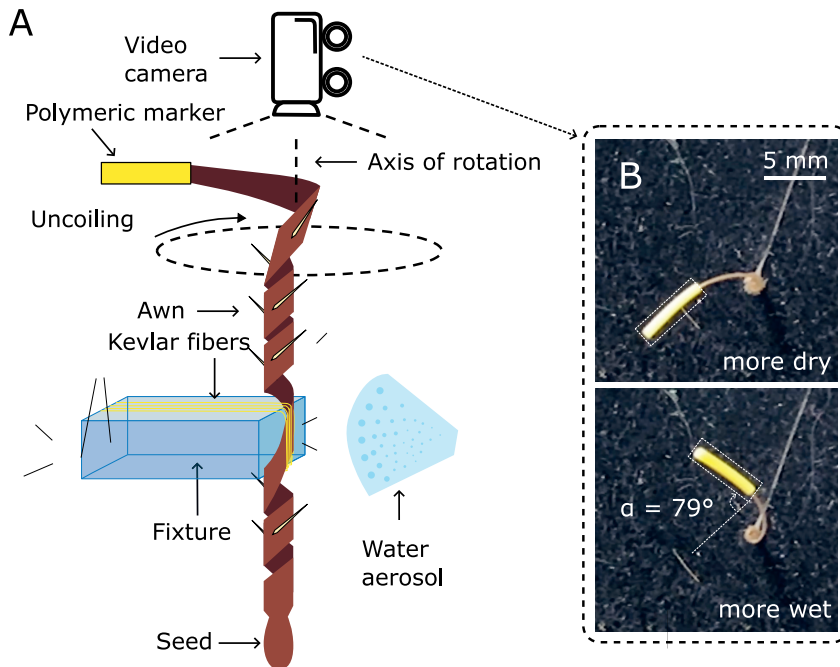 A
Video
camera
Polymeric marker
Axis of rotation
Uncoiling
Awn
Kevlar fibers
Fixture
Water
aerosol
Seed
B
5 mm
more dry
α = 79°
more wet